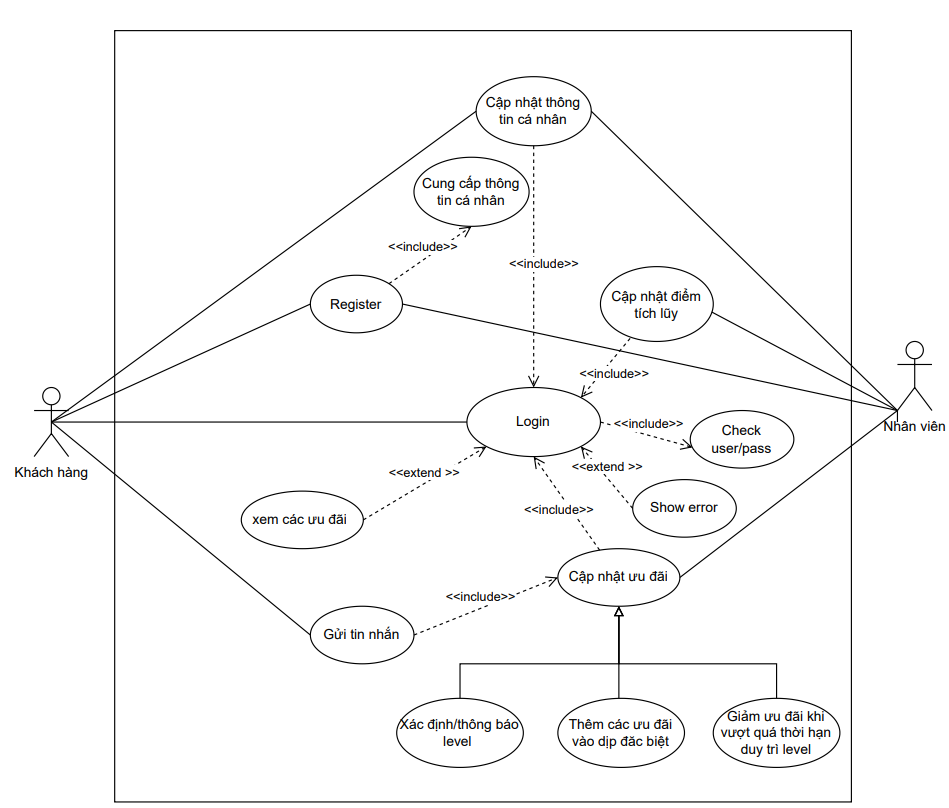 Cập nhật thông
tin cá nhân
Cung cấp thông
tin cá nhân
<<include>>
<<include>>
Register
Cập nhật điểm
tích lũy
<<include>>
Login
<<include>>
Check
user/pass
Nhân viên
Khách hàng
<<extend >>
<<extend >>
xem các ưu đãi
<<include>>
Show error
Cập nhật ưu đãi
<<include>>
Gửi tin nhắn
Xác định/thông báo
level
Thêm các ưu đãi
vào dịp đăc biệt
Giảm ưu đãi khi
vượt quá thời hạn
duy trì level